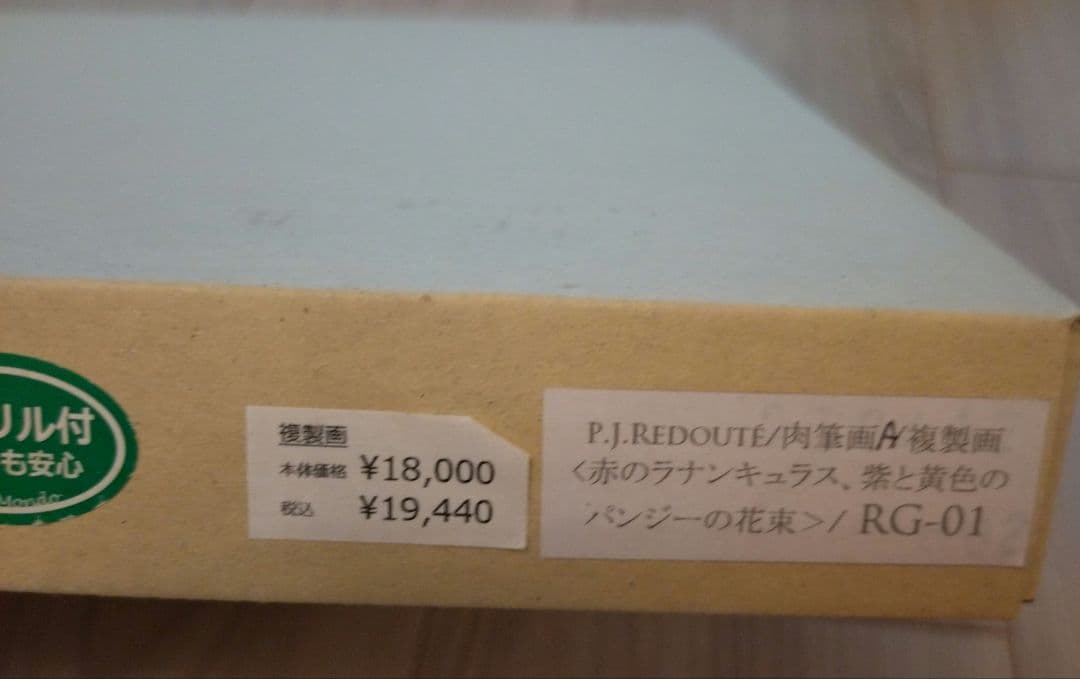 リル付
も安心
Monda
複製画
本体価格 ¥18,000
税込 ¥19,440
P.J.REDOUTÉ/肉筆画A/複製画
<赤のラナンキュラス、紫と黄色の
パンジーの花束>/ RG-01